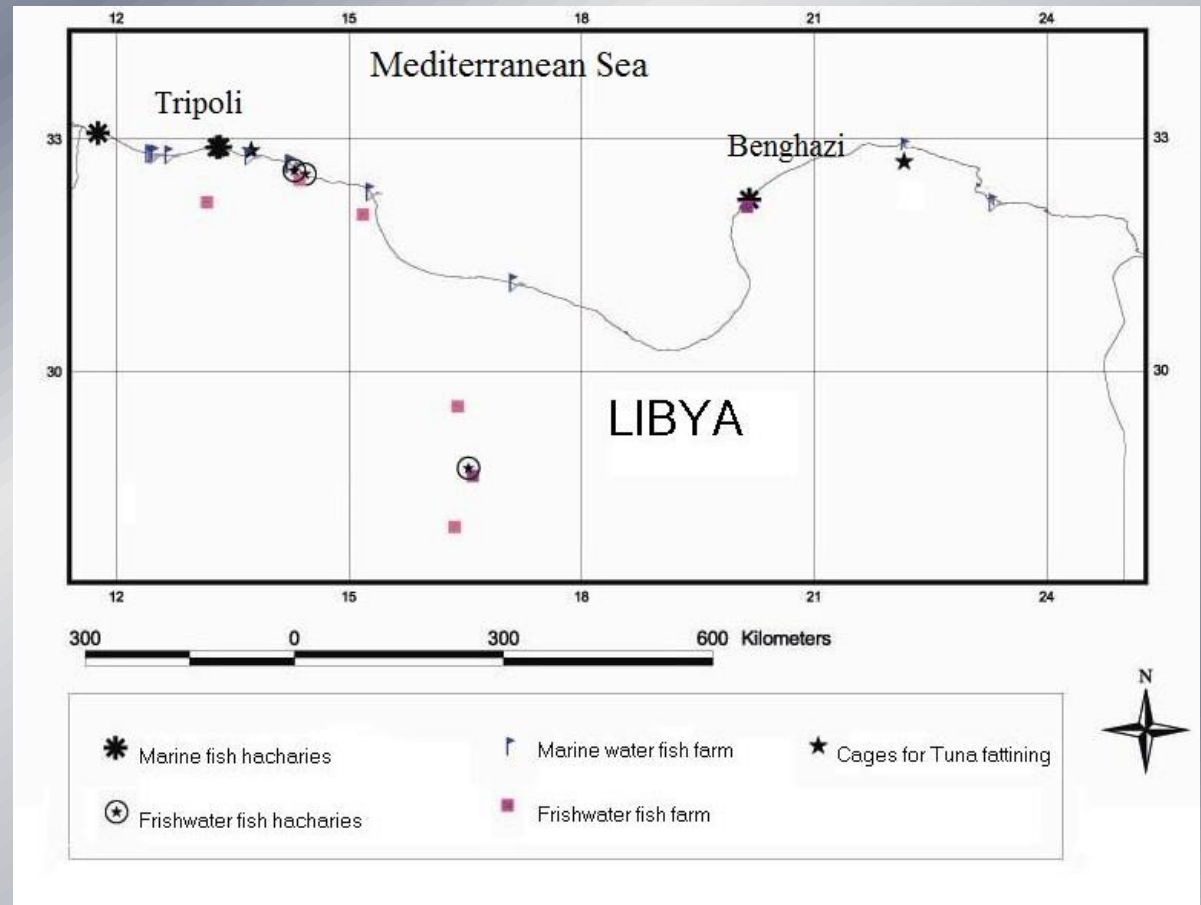 12 15 18 21 24
Mediterranean Sea
Tripoli
33 33
Benghazi
30 30
LIBYA
12 15 18 21 24
300 0 300 600 Kilometers
N
Marine fish hacharies
Marine water fish farm
Cages for Tuna fattining
Frishwater fish hacharies
Frishwater fish farm